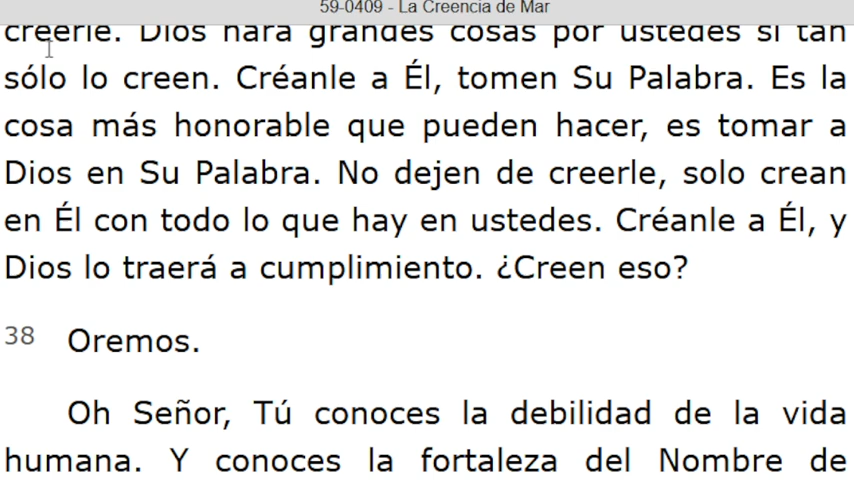 59-0409 - La Creencia de Mar
creerle. Dios hará grandes cosas por ustedes si tan
sólo lo creen. Créanle a Él, tomen Su Palabra. Es la
cosa más honorable que pueden hacer, es tomar a
Dios en Su Palabra. No dejen de creerle, solo crean
en Él con todo lo que hay en ustedes. Créanle a Él, y
Dios lo traerá a cumplimiento. ¿Creen eso?
38 Oremos.
Oh Señor, Tú conoces la debilidad de la vida
humana. Y conoces la fortaleza del Nombre de